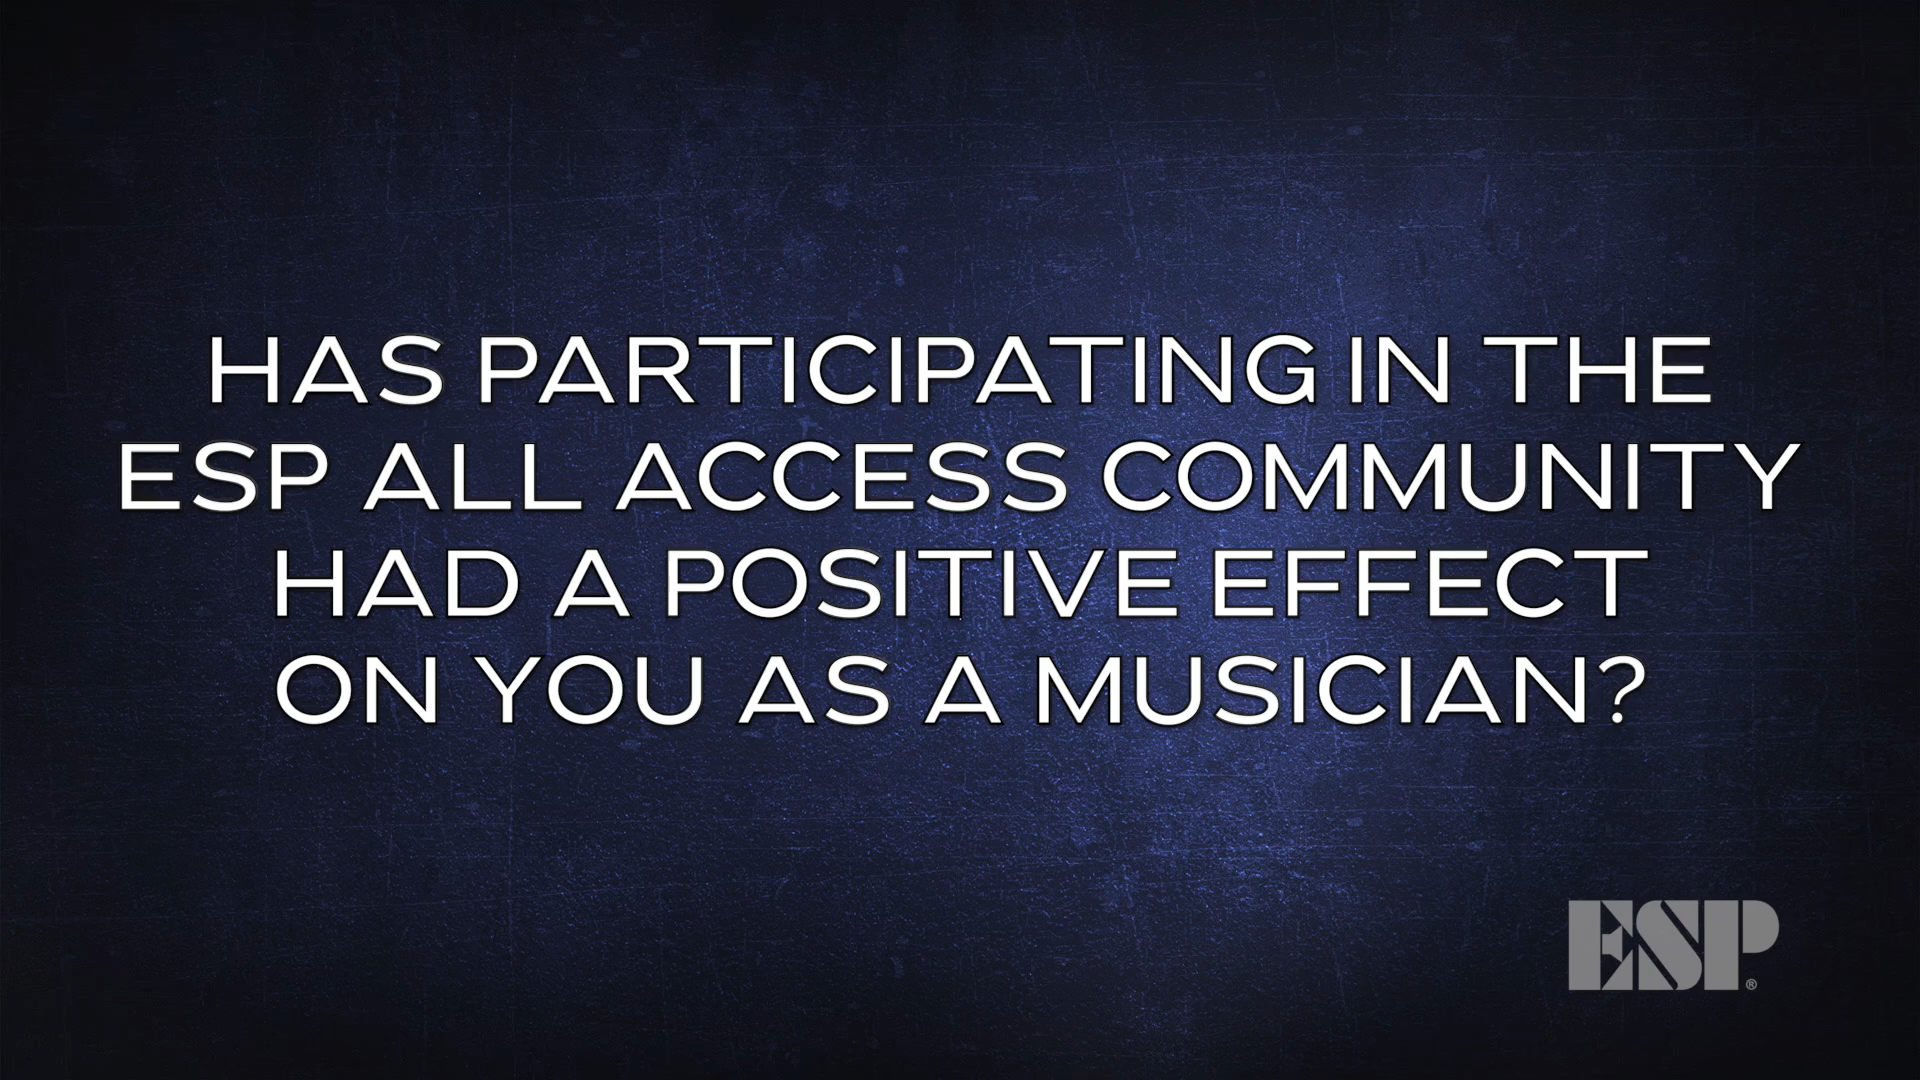 HAS PARTICIPATING IN THE
ESP ALL ACCESS COMMUNITY
HAD A POSITIVE EFFECT
ON YOU AS A MUSICIAN?
ESP®